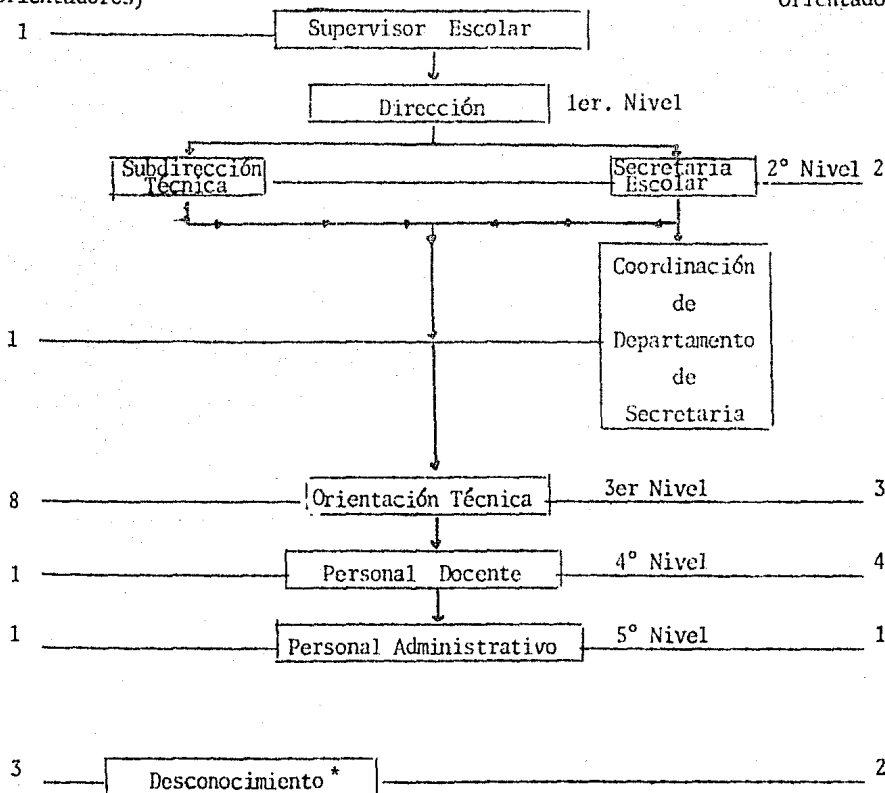 1 Supervisor Escolar
Dirección 1er. Nivel
Subdirección Técnica
Secretaria Escolar
2° Nivel 2
Coordinación
de
Departamento
de
Secretaria
1
8 Orientación Técnica 3er Nivel 3
1 Personal Docente 4° Nivel 4
1 Personal Administrativo 5° Nivel 1
3 Desconocimiento * 2